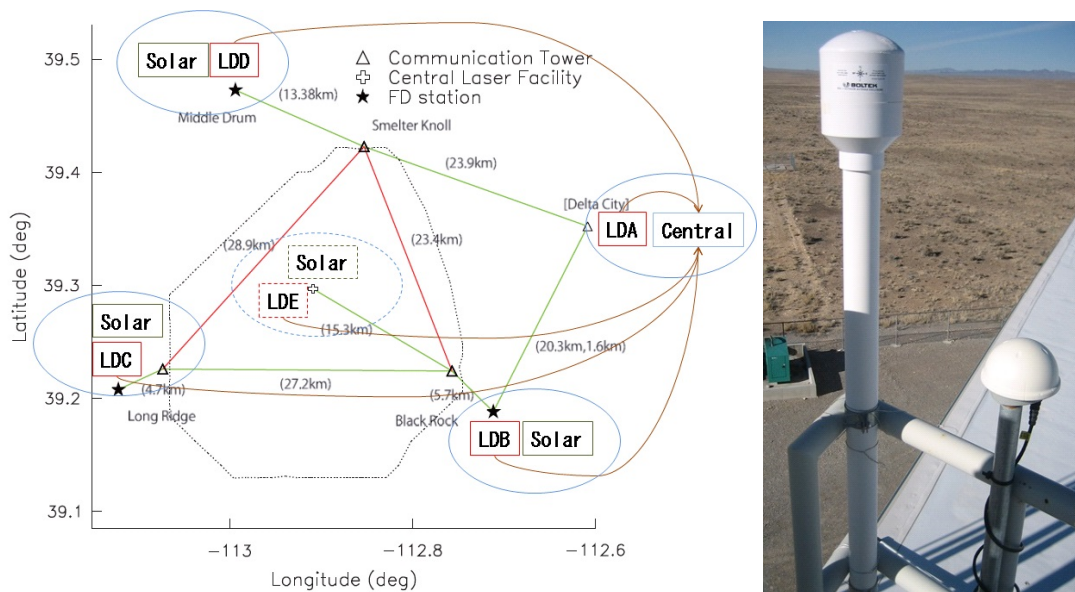 39.5
39.4
39.3
39.2
39.1
Latitude (deg)
-113
-112.8
-112.6
Longitude (deg)
Solar
LDD
Middle Drum
(13.38km)
Communication Tower
Central Laser Facility
FD station
Smelter Knoll
(23.9km)
[Delta City]
LDA
Central
(28.9km)
(23.4km)
Solar
LDE
(15.3km)
Solar
LDC
(4.7km)
Long Ridge
(27.2km)
(5.7km)
(20.3km,1.6km)
Black Rock
LDB
Solar
BOLTEK